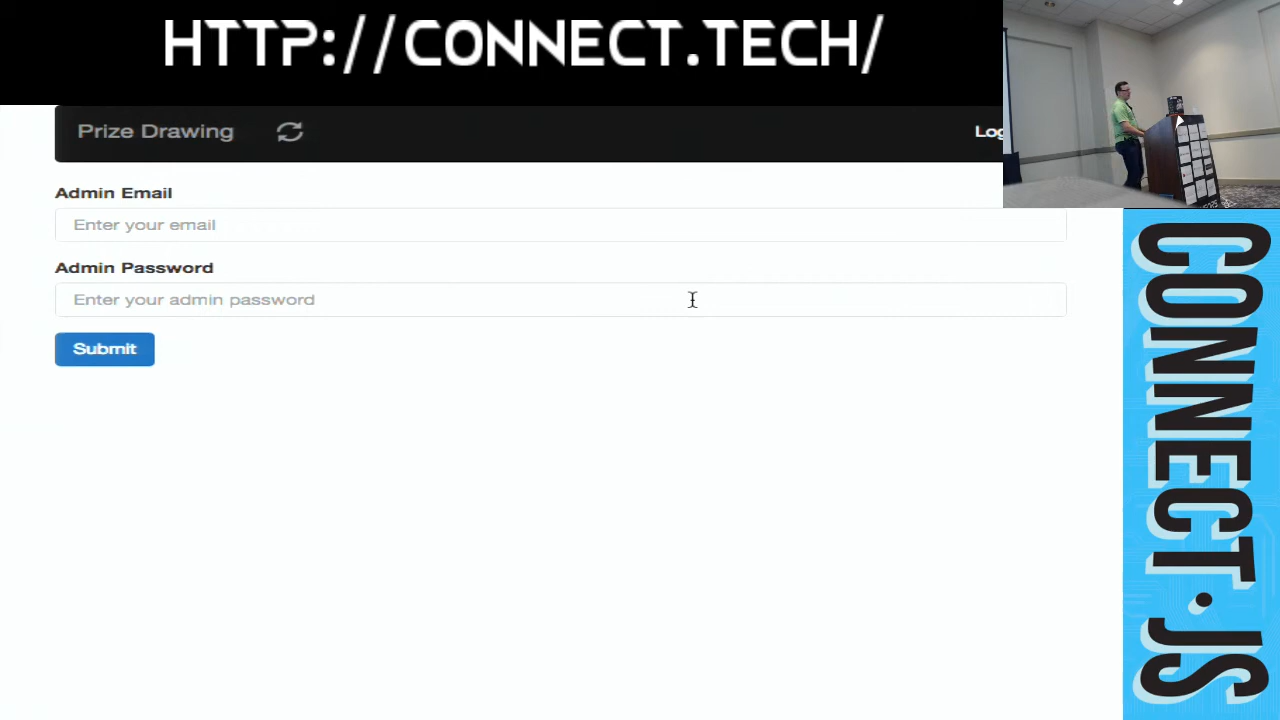 HTTP://CONNECT.TECH/
Prize Drawing
Log
Admin Email
Enter your email
Admin Password
Enter your admin password
Submit
CONNECT.JS